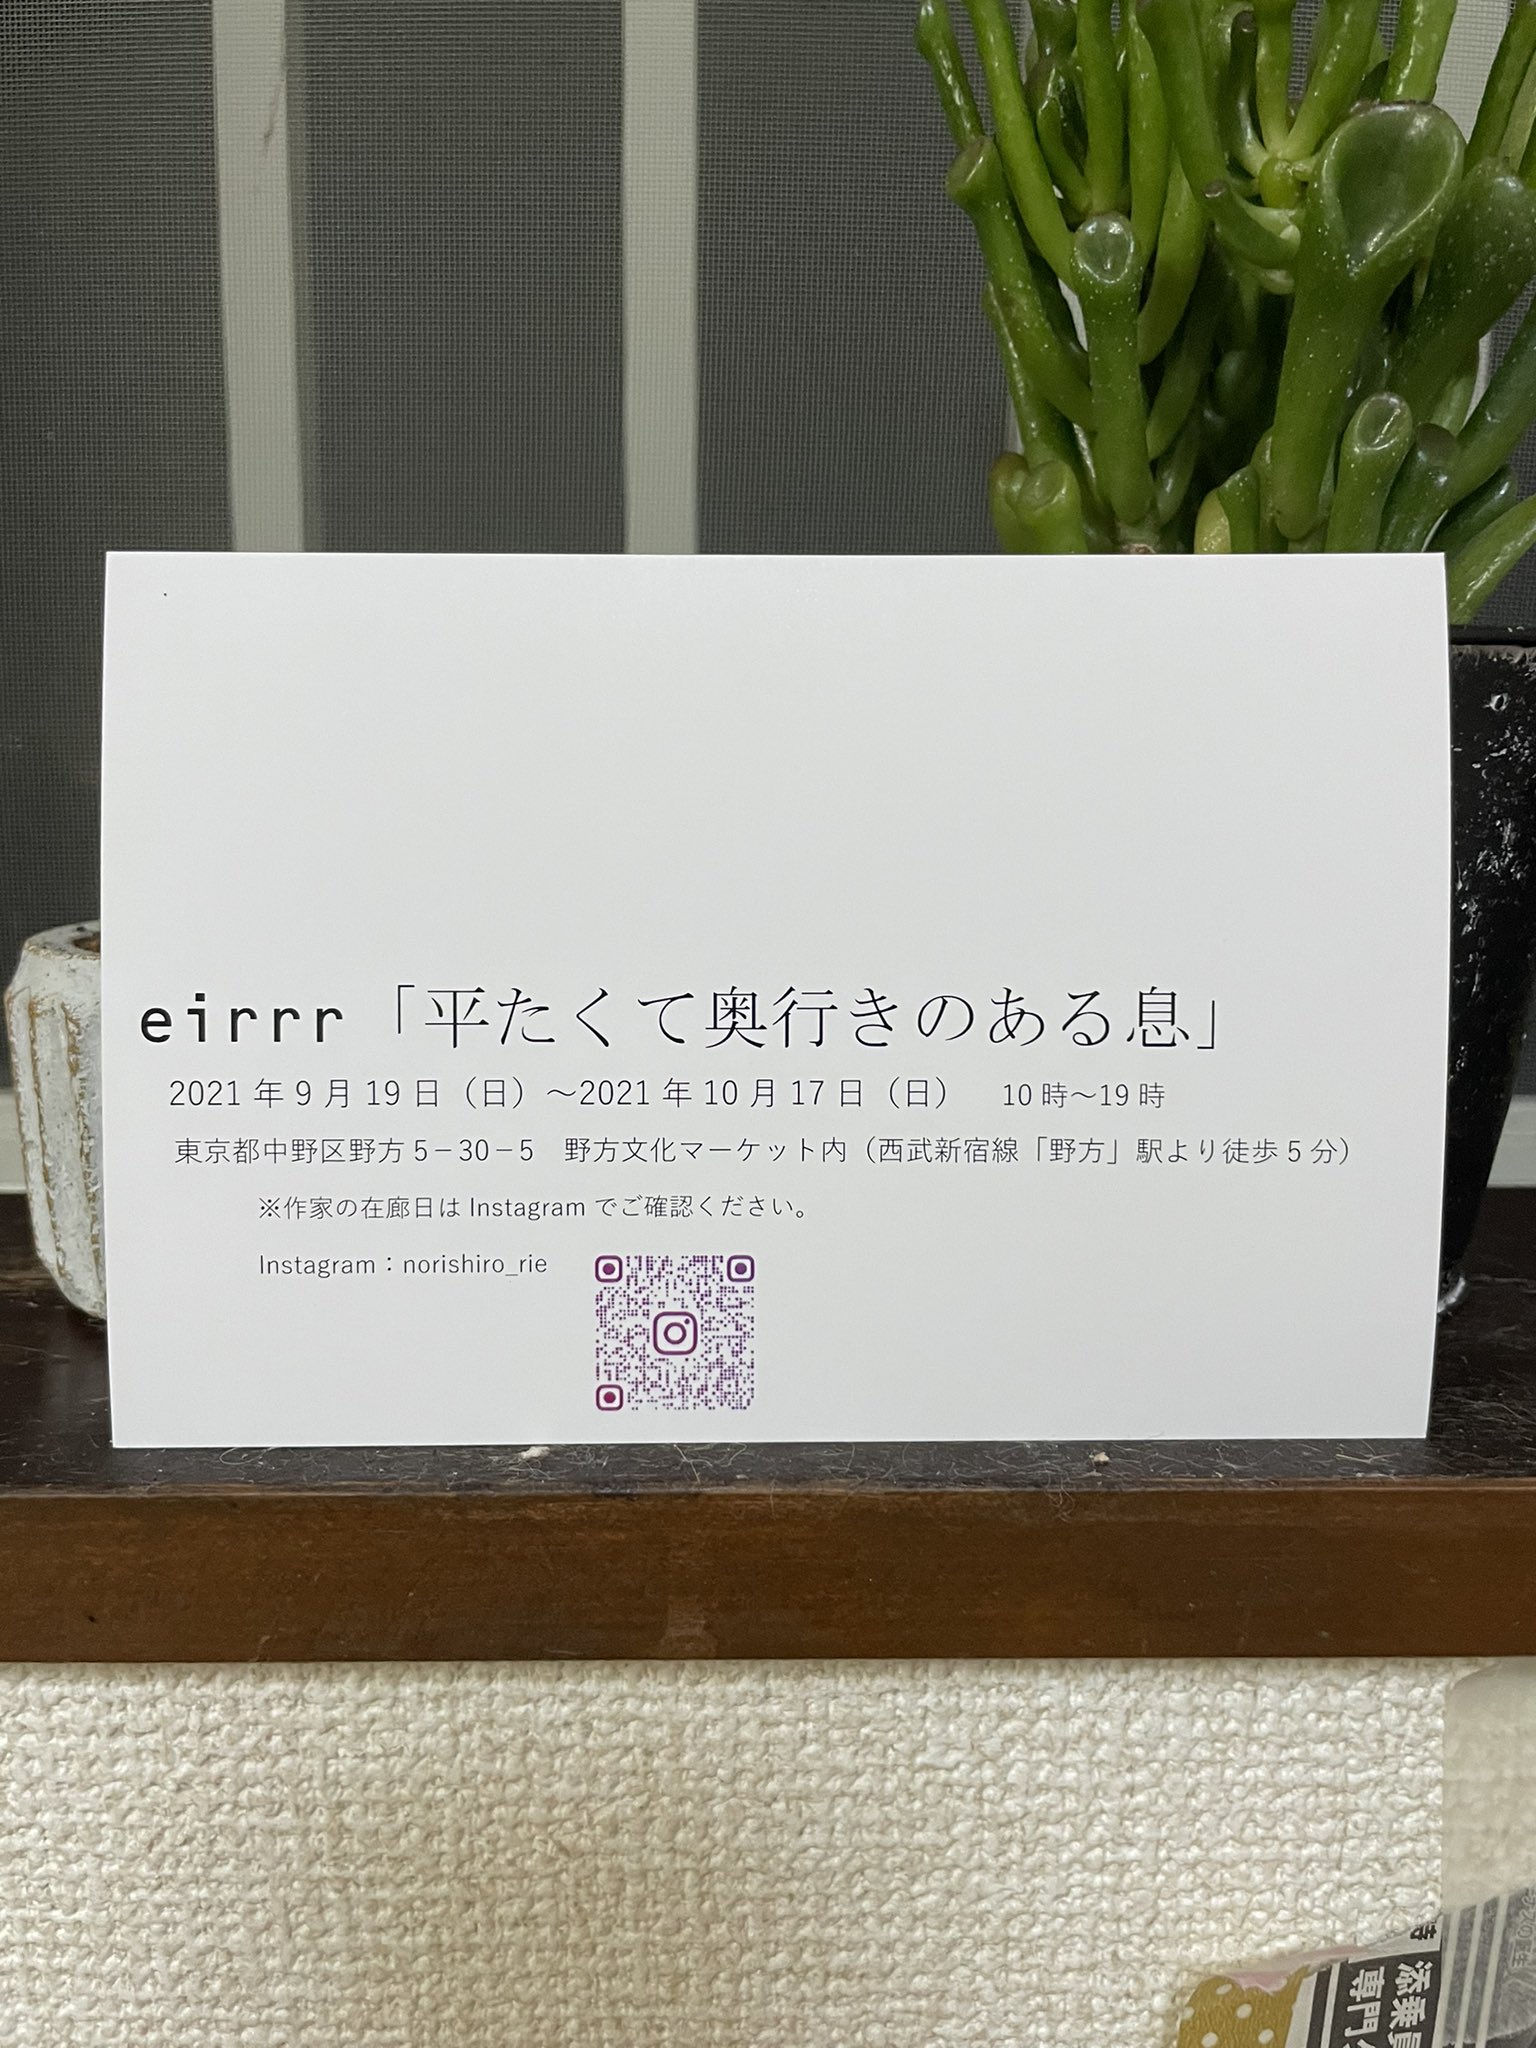 eirrr「平たくて奥行きのある息」
2021年9月19日（日）～2021年10月17日（日）　10時～19時
東京都中野区野方5－30－5　野方文化マーケット内（西武新宿線「野方」駅より徒歩5分）
※作家の在廊日はInstagramでご確認ください。
Instagram：norishiro_rie
添乗員
専門